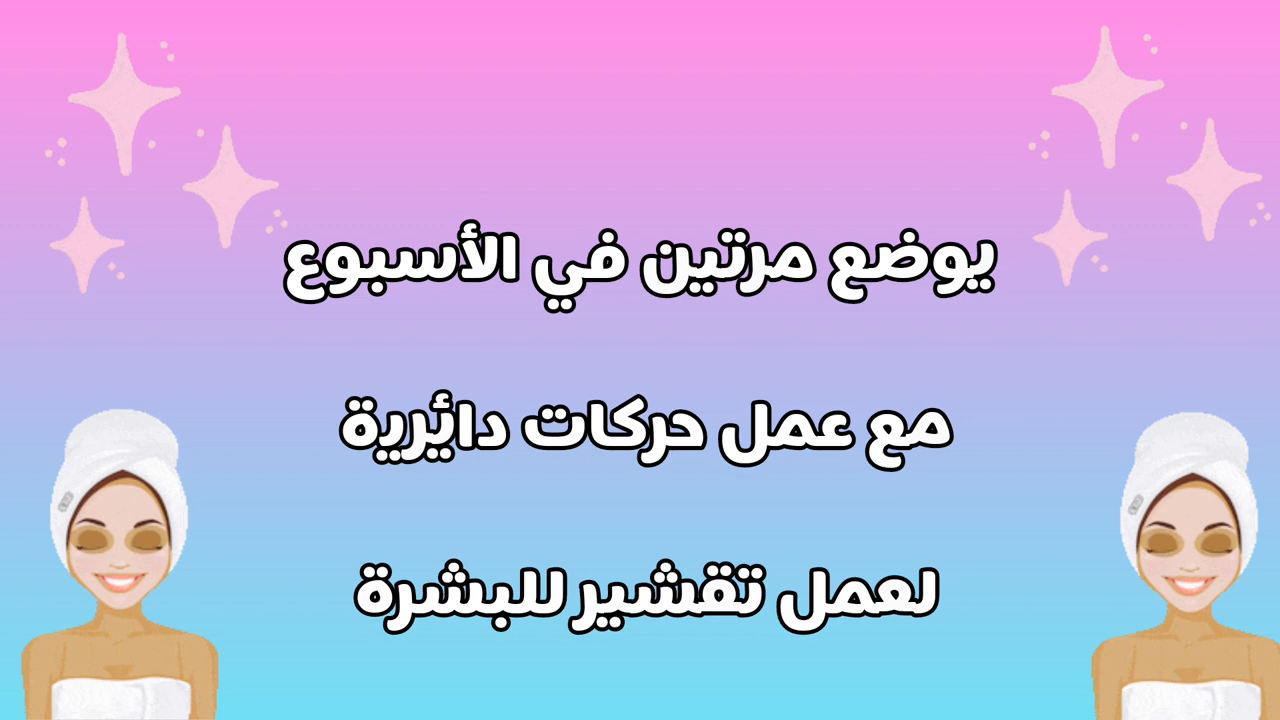 يوضع مرتين في الأسبوع
مع عمل حركات دائرية
لعمل تقشير للبشرة